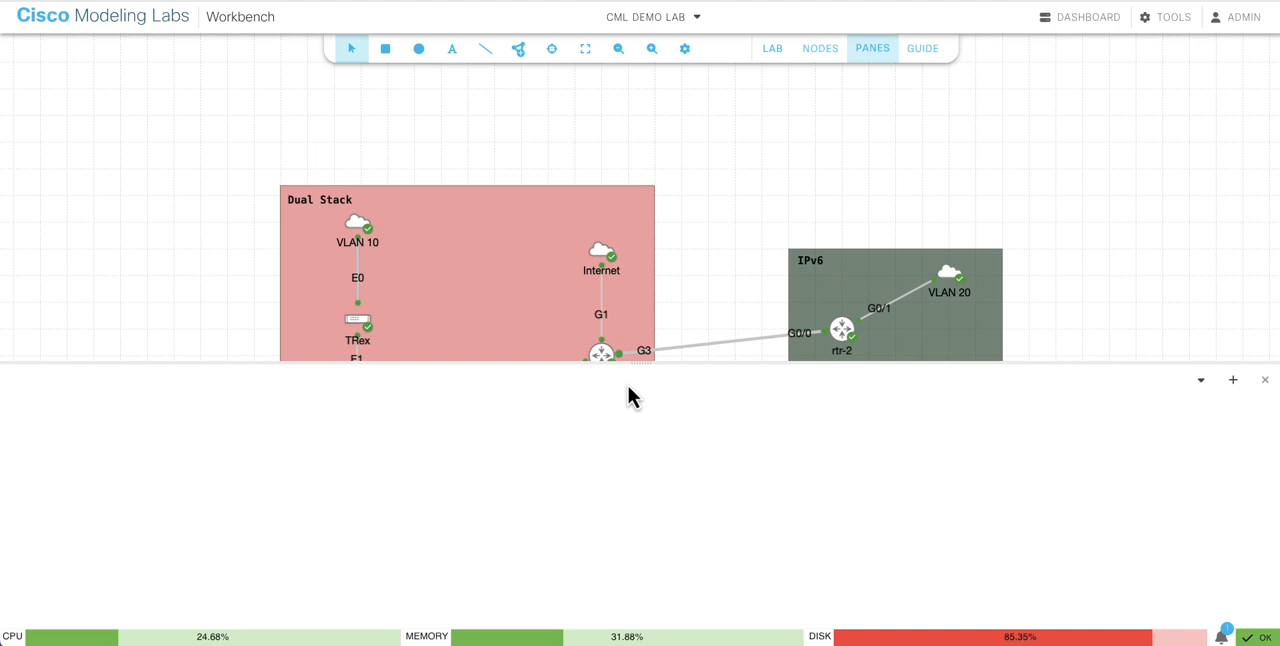 Cisco Modeling Labs Workbench CML DEMO LAB DASHBOARD TOOLS ADMIN
A LAB NODES PANES GUIDE
Dual Stack
VLAN 10
E0
TRex
E1
Internet
G1
G3
IPv6
VLAN 20
G0/1
G0/0
rtr-2
CPU 24.68% MEMORY 31.88% DISK 85.35% 1 OK